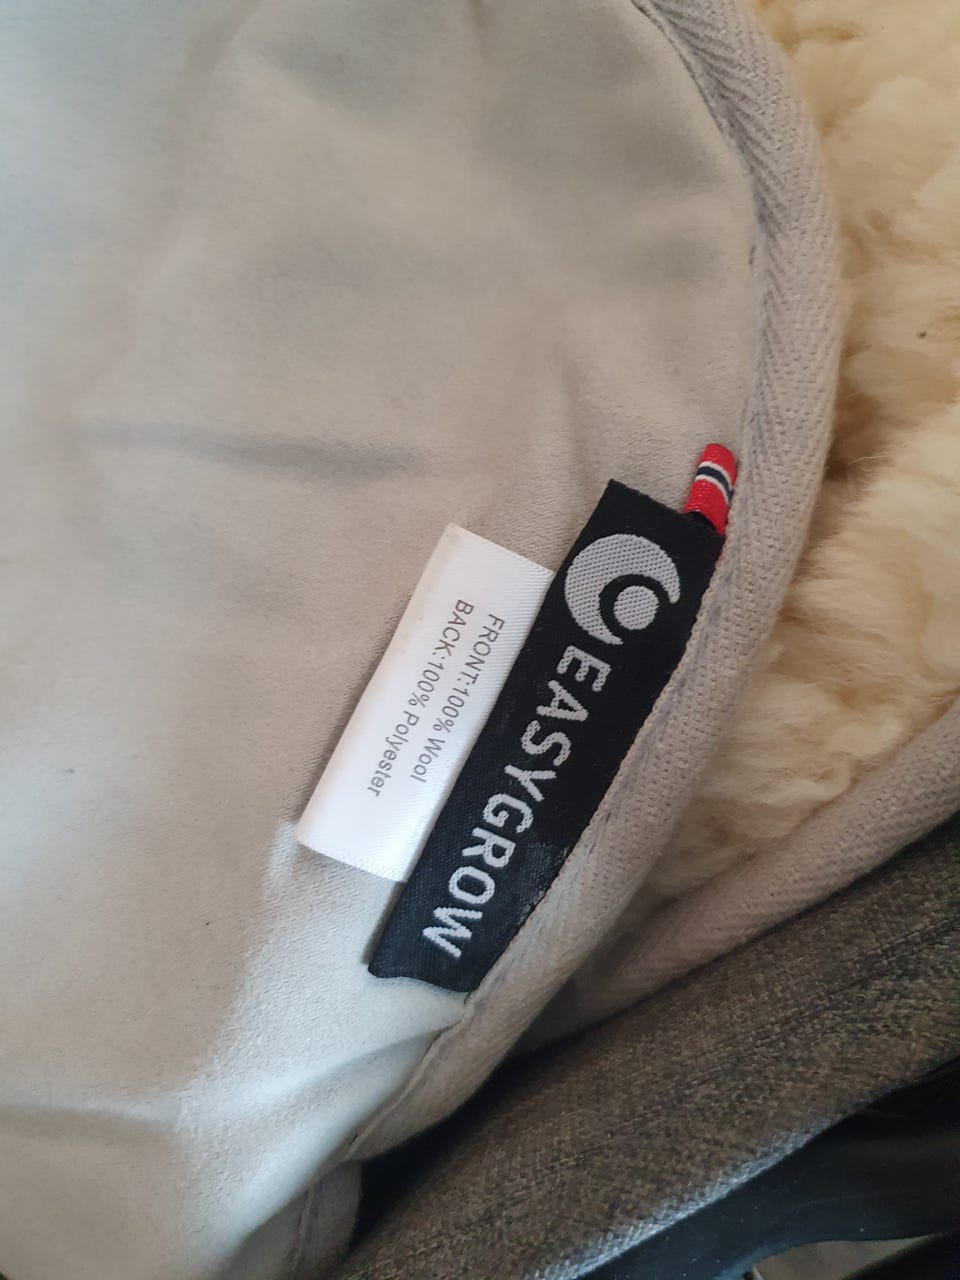 EASYGROW
FRONT:100% Wool
BACK:100% Polyester